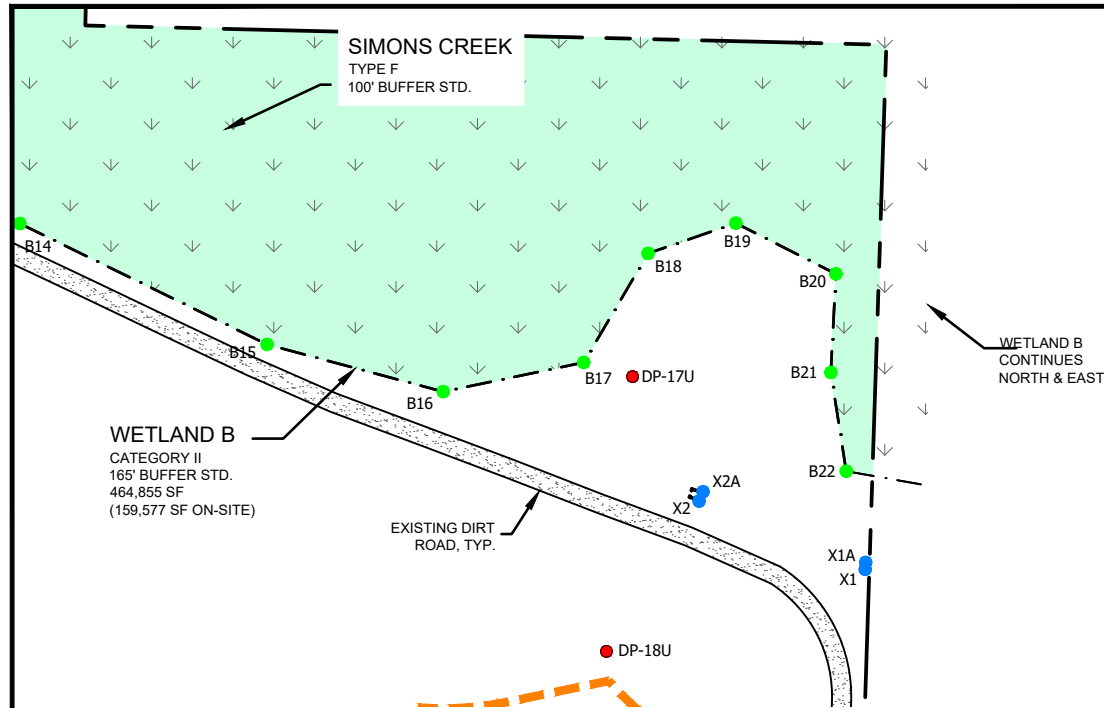 SIMONS CREEK
TYPE F
100' BUFFER STD.
B14
B15
B16
B17
B18
B19
B20
B21
B22
DP-17U
WETLAND B
CONTINUES
NORTH & EAST
WETLAND B
CATEGORY II
165' BUFFER STD.
464,855 SF
(159,577 SF ON-SITE)
X2A
X2
EXISTING DIRT
ROAD, TYP.
X1A
X1
DP-18U